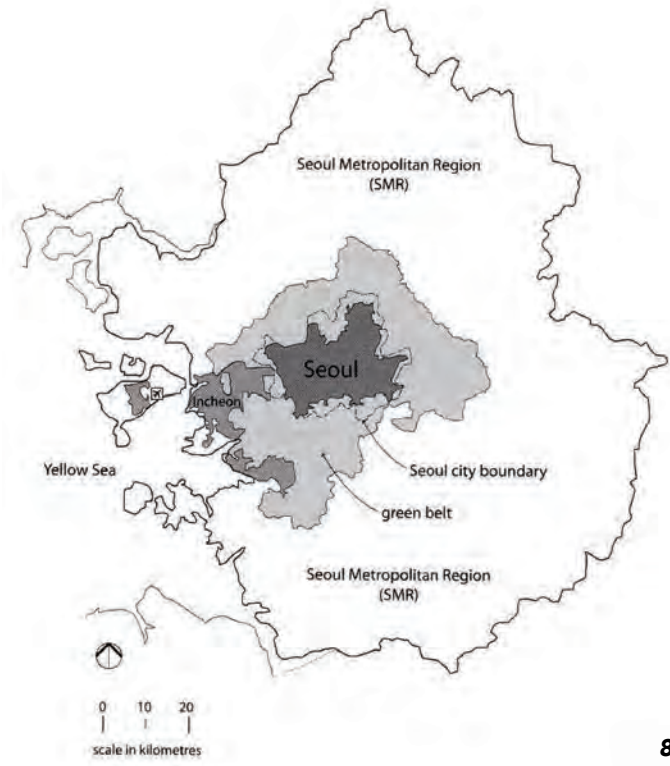 Seoul Metropolitan Region
(SMR)
Seoul
Incheon
Yellow Sea
Seoul city boundary
green belt
Seoul Metropolitan Region
(SMR)
0 10 20
scale in kilometres
8